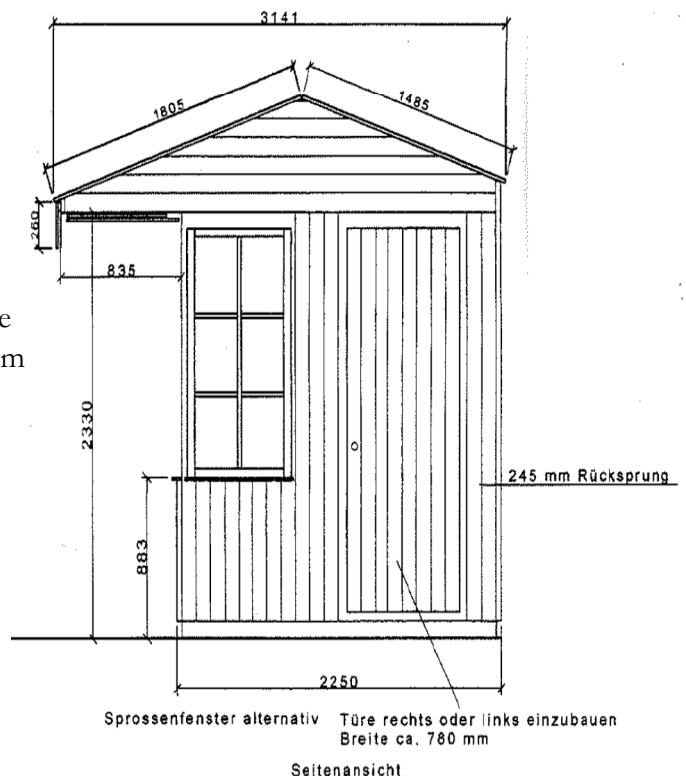 3141
1805
1485
260
835
e
m
2330
245 mm Rücksprung
883
2250
Sprossenfenster alternativ Türe rechts oder links einzubauen
Breite ca. 780 mm
Seitenansicht